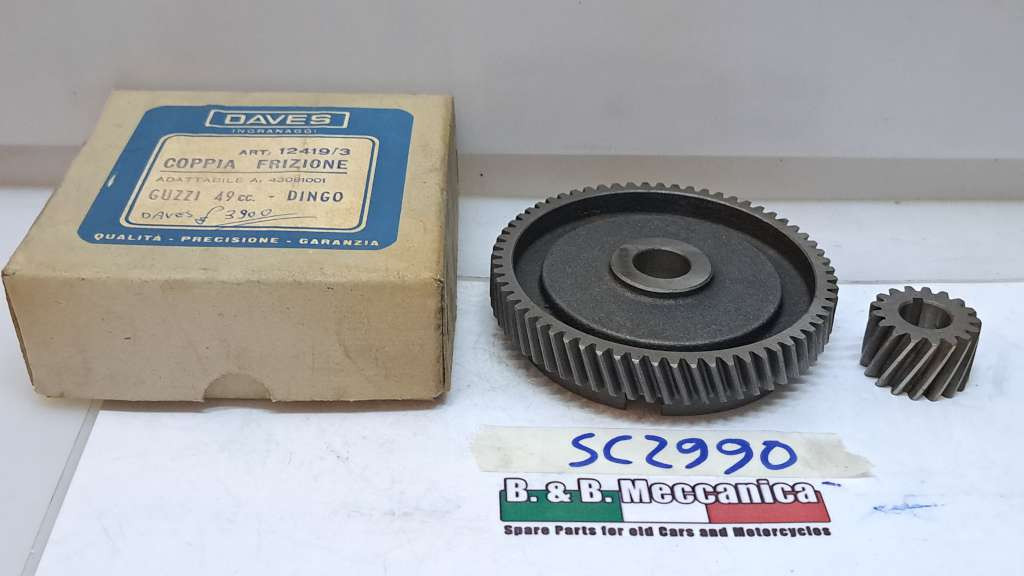 DAVES
INGRANAGGI
ART. 12419/3
COPPIA FRIZIONE
ADATTABILE A: 43081001
GUZZI 49 cc. - DINGO
DAVES £ 3900
QUALITÀ - PRECISIONE - GARANZIA
SC2990
B. & B. Meccanica
Spare Parts for old Cars and Motorcycles